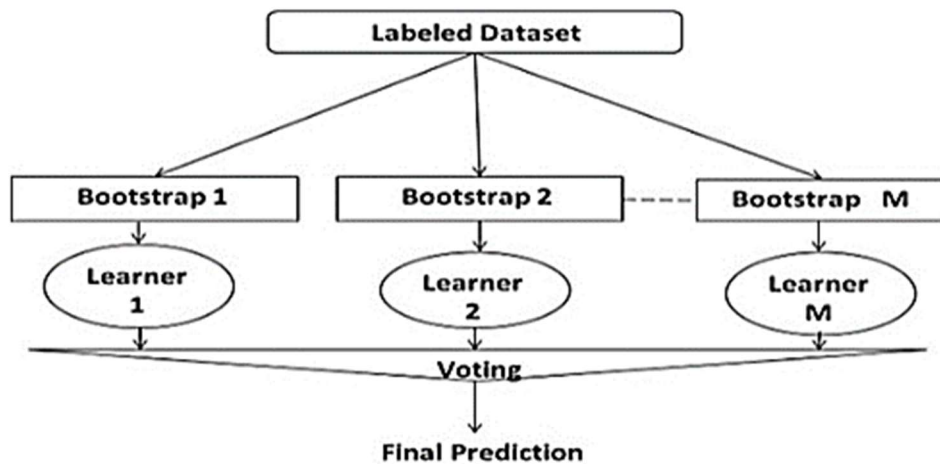 Labeled Dataset
Bootstrap 1
Bootstrap 2
Bootstrap M
Learner
1
Learner
2
Learner
M
Voting
Final Prediction